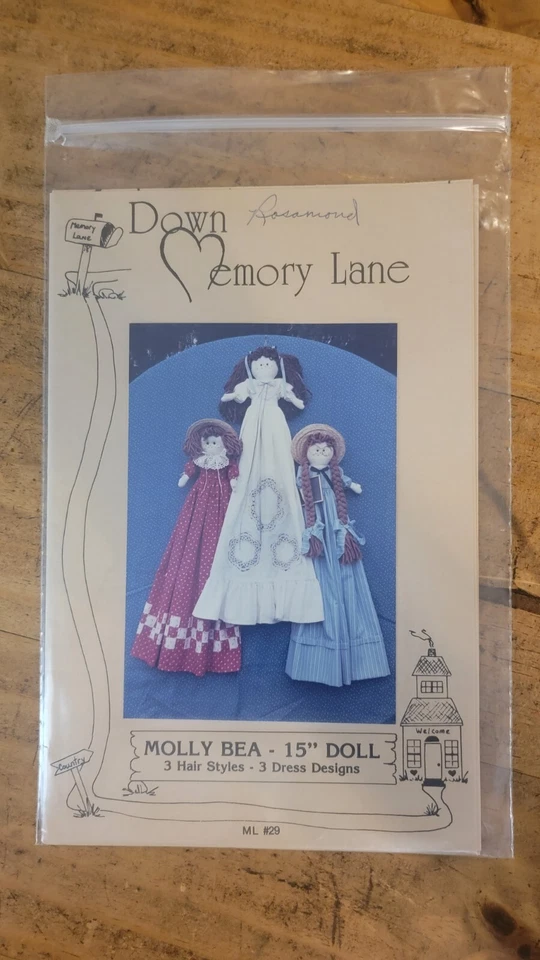 Memory
Lane
Down
Rosamond
Memory Lane
Country
Welcome
MOLLY BEA - 15" DOLL
3 Hair Styles - 3 Dress Designs
ML #29